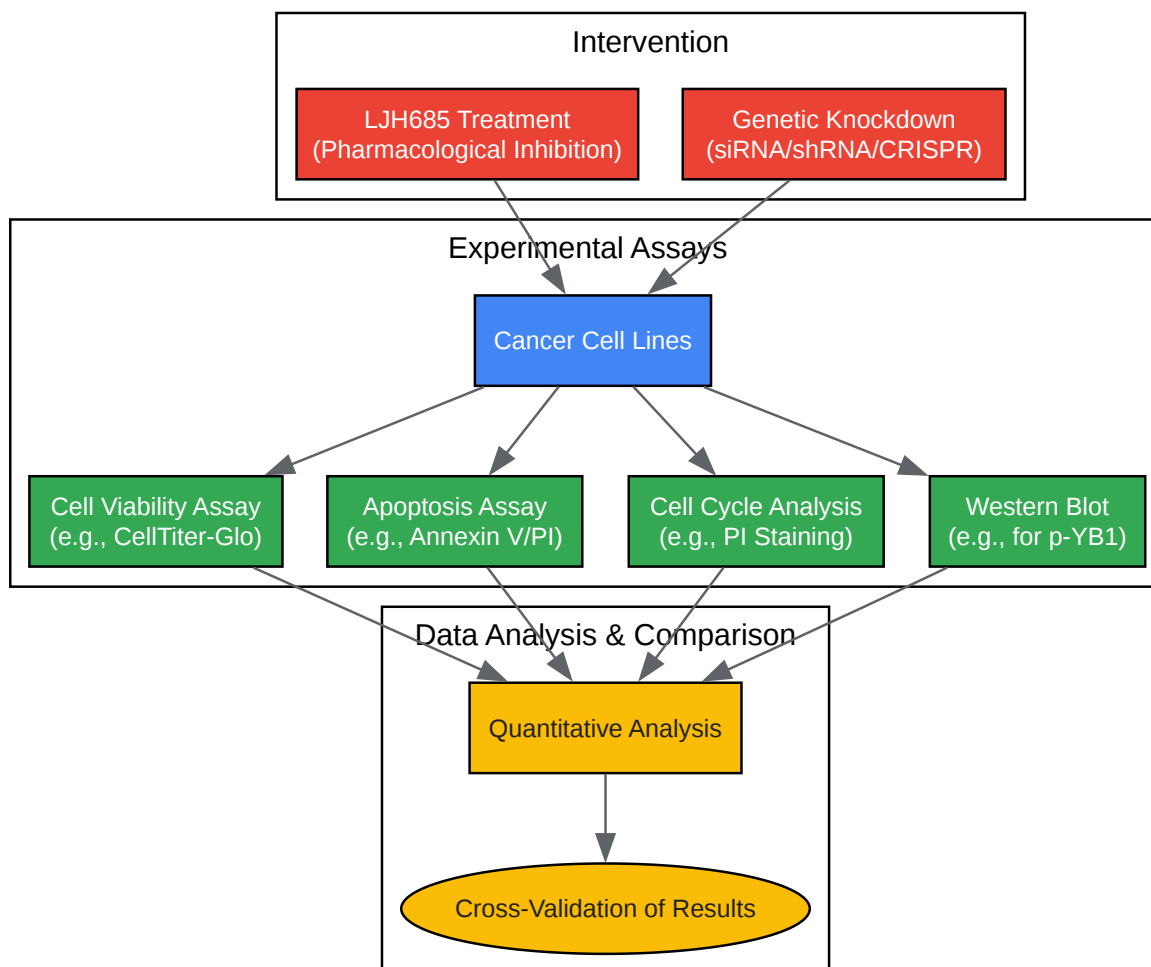 Intervention
LJH685 Treatment
(Pharmacological Inhibition)
Genetic Knockdown
(siRNA/shRNA/CRISPR)
Experimental Assays
Cancer Cell Lines
Cell Viability Assay
(e.g., CellTiter-Glo)
Apoptosis Assay
(e.g., Annexin V/PI)
Cell Cycle Analysis
(e.g., PI Staining)
Western Blot
(e.g., for p-YB1)
Data Analysis & Comparison
Quantitative Analysis
Cross-Validation of Results